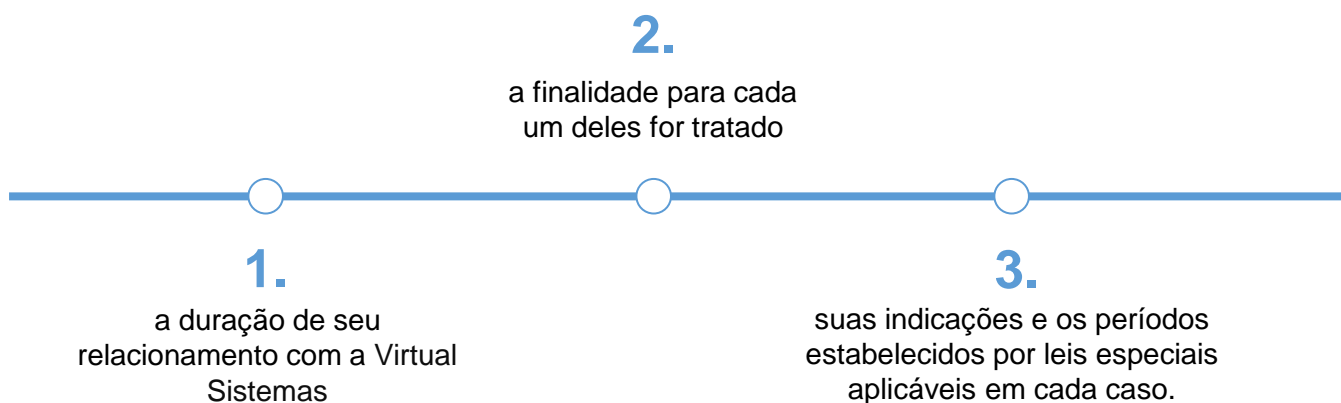 2.
a finalidade para cada
um deles for tratado
1.
a duração de seu
relacionamento com a Virtual
Sistemas
3.
suas indicações e os períodos
estabelecidos por leis especiais
aplicáveis em cada caso.